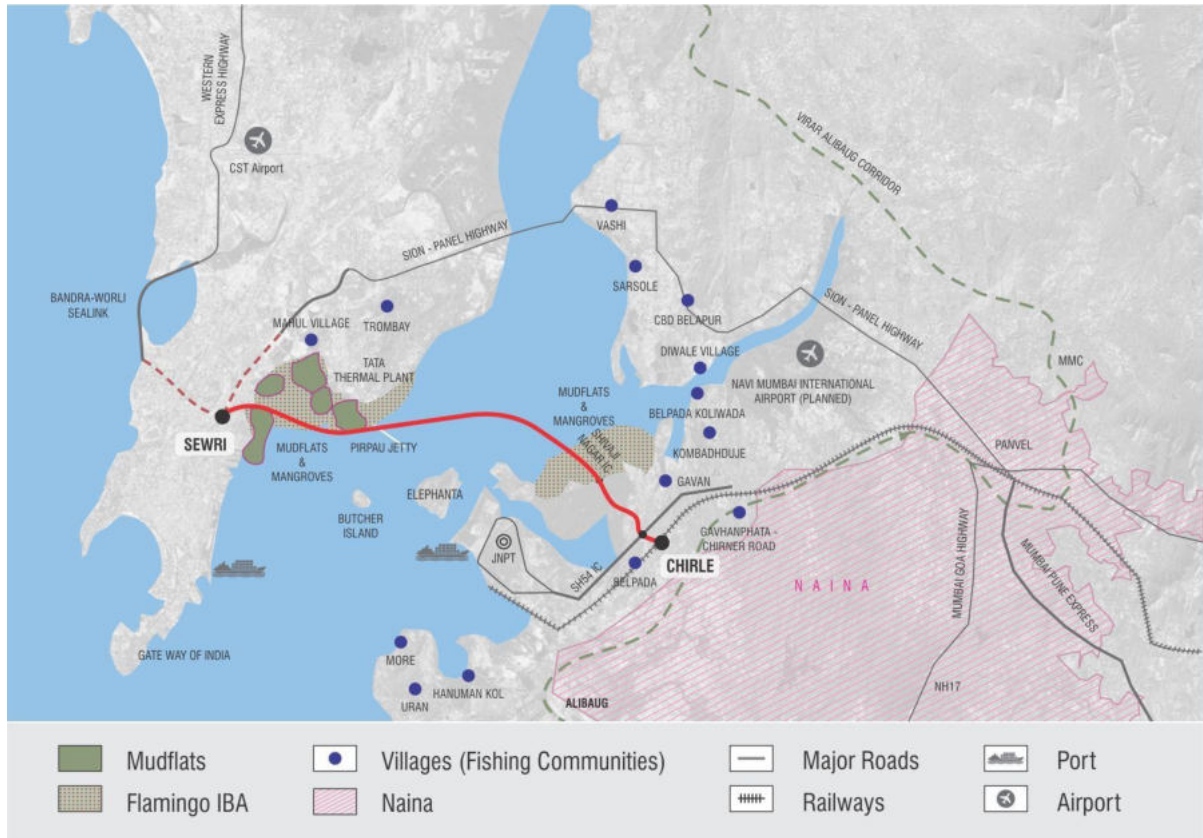 WESTERN
EXPRESS HIGHWAY
CST Airport
VIRAR ALIBAUG CORRIDOR
VASHI
SION - PANEL HIGHWAY
SARSOLE
BANDRA-WORLI
SEALINK
CBD BELAPUR
MAHUL VILLAGE
TROMBAY
SION - PANEL HIGHWAY
DIWALE VILLAGE
TATA
THERMAL PLANT
MMC
NAVI MUMBAI INTERNATIONAL
AIRPORT (PLANNED)
MUDFLATS
&
MANGROVES
BELPADA KOLIWADA
SEWRI
MUDFLATS
&
MANGROVES
PIRPAU JETTY
SHIVAJI
NAGAR IC
KOMBADHDUJE
PANVEL
GAVAN
ELEPHANTA
BUTCHER
ISLAND
GAVHANPHATA -
CHIRNER ROAD
JNPT
CHIRLE
SH54 IC
BELPADA
NAINA
MUMBAI GOA HIGHWAY
MUMBAI PUNE EXPRESS
GATE WAY OF INDIA
MORE
HANUMAN KOL
URAN
ALIBAUG
NH17
Mudflats
Villages (Fishing Communities)
Major Roads
Port
Flamingo IBA
Naina
Railways
Airport